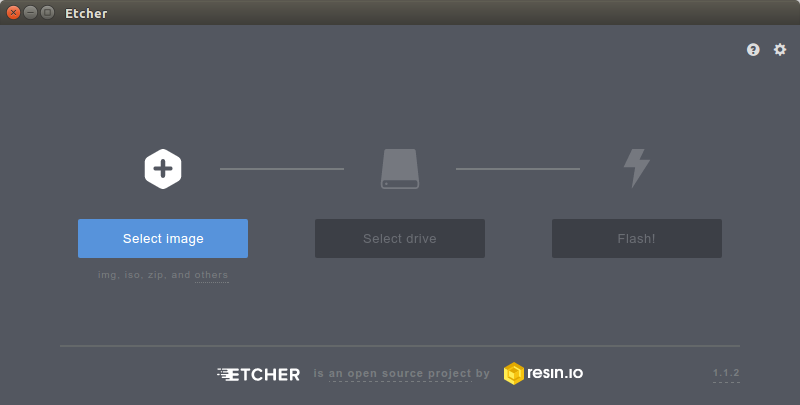 Etcher
Select image
Select drive
Flash!
img, iso, zip, and others
ETCHER is an open source project by resin.io
1.1.2